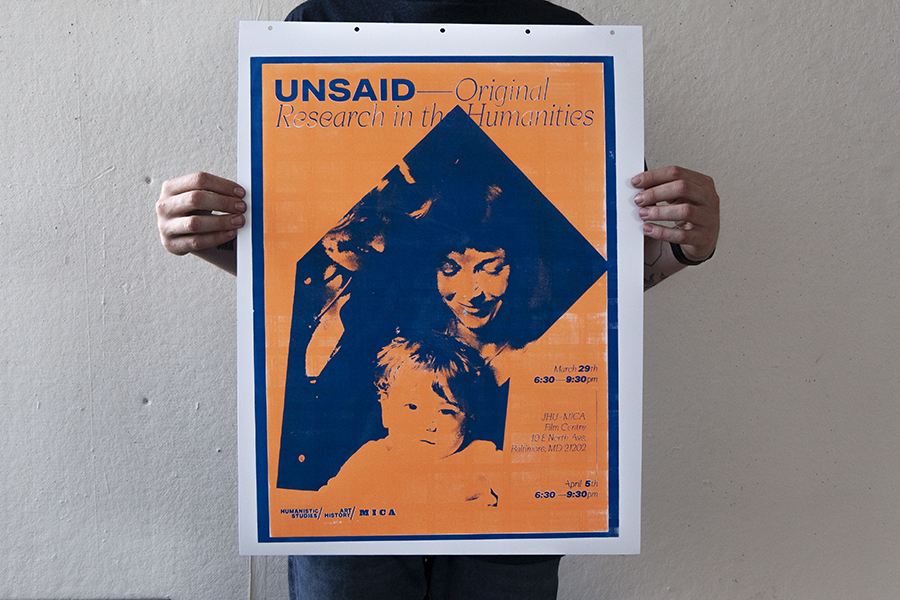 UNSAID—Original
Research in the Humanities
March 29th
6:30—9:30pm
JHU-MICA
Film Centre
10 E North Ave.
Baltimore, MD 21202
April 5th
6:30—9:30pm
HUMANISTIC
STUDIES/
ART
HISTORY/
MICA